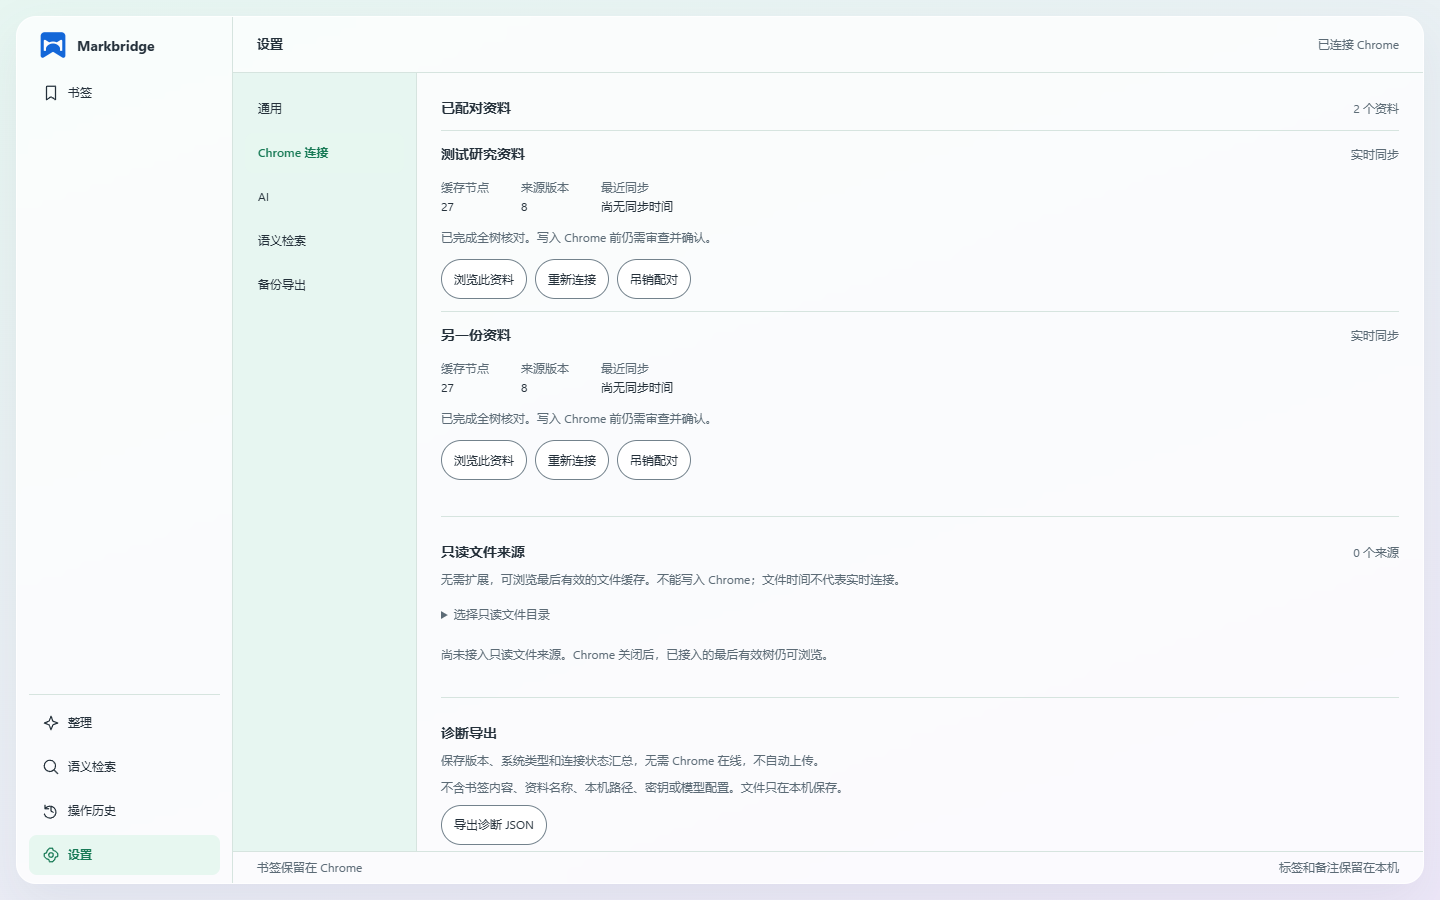 Markbridge
书签
整理
语义检索
操作历史
设置
设置
已连接 Chrome
通用
Chrome 连接
AI
语义检索
备份导出
已配对资料
2 个资料
测试研究资料
实时同步
缓存节点 来源版本 最近同步
27 8 尚无同步时间
已完成全树核对。写入 Chrome 前仍需审查并确认。
浏览此资料 重新连接 吊销配对
另一份资料
实时同步
缓存节点 来源版本 最近同步
27 8 尚无同步时间
已完成全树核对。写入 Chrome 前仍需审查并确认。
浏览此资料 重新连接 吊销配对
只读文件来源
0 个来源
无需扩展，可浏览最后有效的文件缓存。不能写入 Chrome；文件时间不代表实时连接。
选择只读文件目录
尚未接入只读文件来源。Chrome 关闭后，已接入的最后有效树仍可浏览。
诊断导出
保存版本、系统类型和连接状态汇总，无需 Chrome 在线，不自动上传。
不含书签内容、资料名称、本机路径、密钥或模型配置。文件只在本机保存。
导出诊断 JSON
书签保留在 Chrome
标签和备注保留在本机